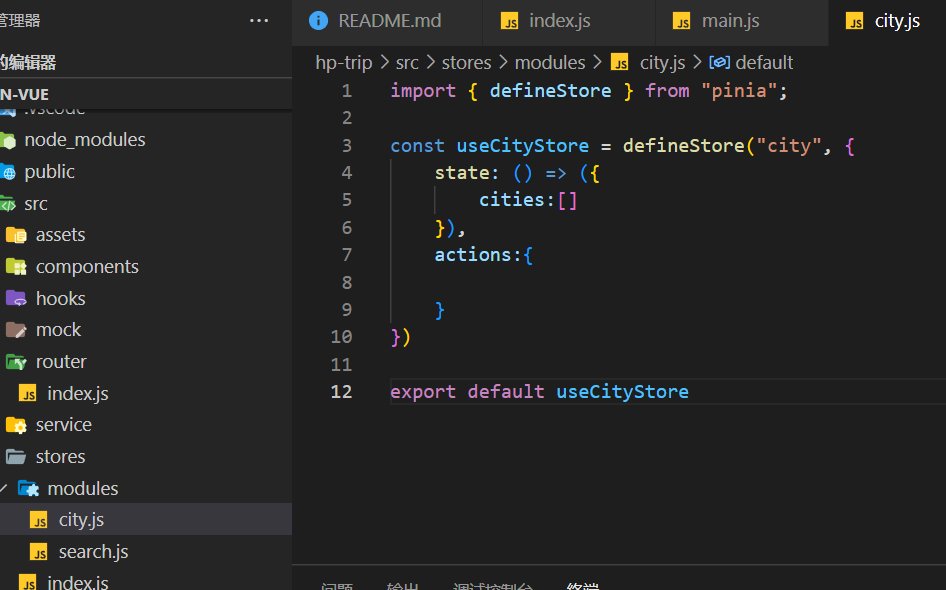 管理器
README.md
index.js
main.js
city.js
的编辑器
hp-trip > src > stores > modules > city.js > default
N-VUE
.vscode
node_modules
public
src
assets
components
hooks
mock
router
index.js
service
stores
modules
city.js
search.js
index.js
1 import { defineStore } from "pinia";
2
3 const useCityStore = defineStore("city", {
4 state: () => ({
5 cities:[]
6 }),
7 actions:{
8
9 }
10 })
11
12 export default useCityStore
问题 输出 调试控制台 终端